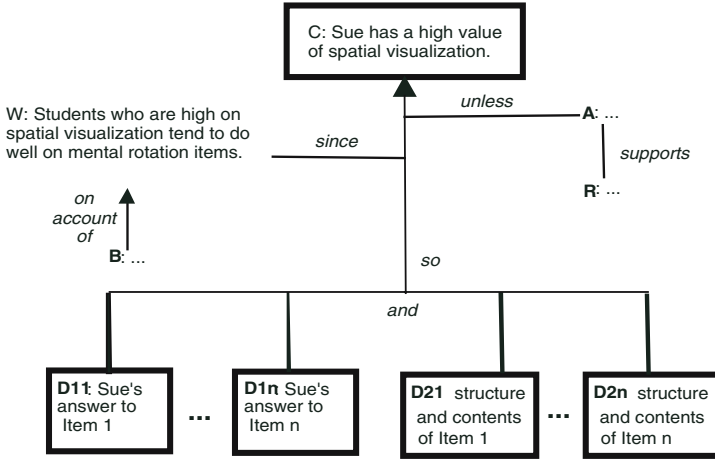 C: Sue has a high value
of spatial visualization.
unless
W: Students who are high on
spatial visualization tend to do
well on mental rotation items.
since
A: ...
supports
R: ...
on
account
of
B: ...
so
and
D11: Sue's
answer to
Item 1
...
D1n: Sue's
answer to
Item n
D21 structure
and contents
of Item 1
...
D2n structure
and contents
of Item n